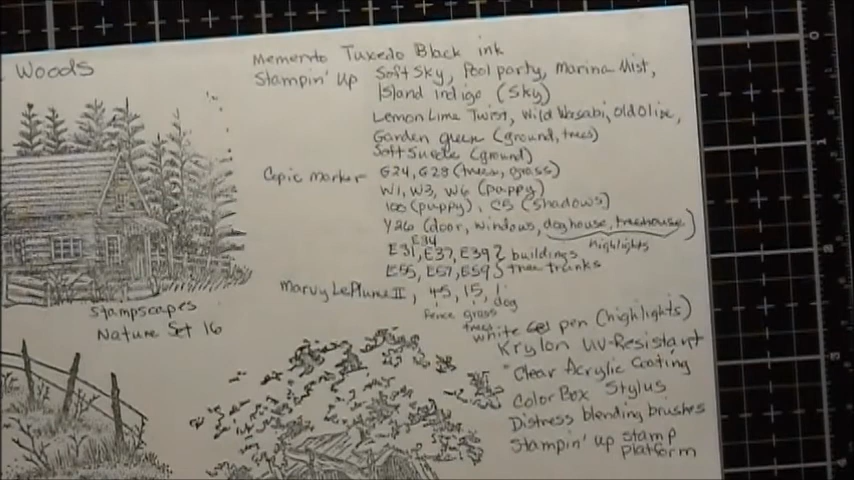 Woods
Memento Tuxedo Black ink
Stampin' Up Soft Sky, Pool party, Marina Mist,
Island indigo (Sky)
Lemon Lime Twist, Wild Wasabi, Old Olive,
Garden green (ground, trees)
Soft Suede (ground)
Copic marker G24, G28 (trees, grass)
W1, W3, W6 (puppy)
100 (puppy), C5 (shadows)
Y26 (door, windows, doghouse, treehouse)
highlights
E34
E31, E37, E39 } buildings,
E55, E57, E59 } tree trunks
Marvy LePlume II, 45, 15, 1
fence grass dog
trees
Stampscapes
Nature Set 16
white gel pen (highlights)
Krylon UV-Resistant
Clear Acrylic Coating
ColorBox Stylus
Distress blending brushes
Stampin' up stamp
platform
0
1